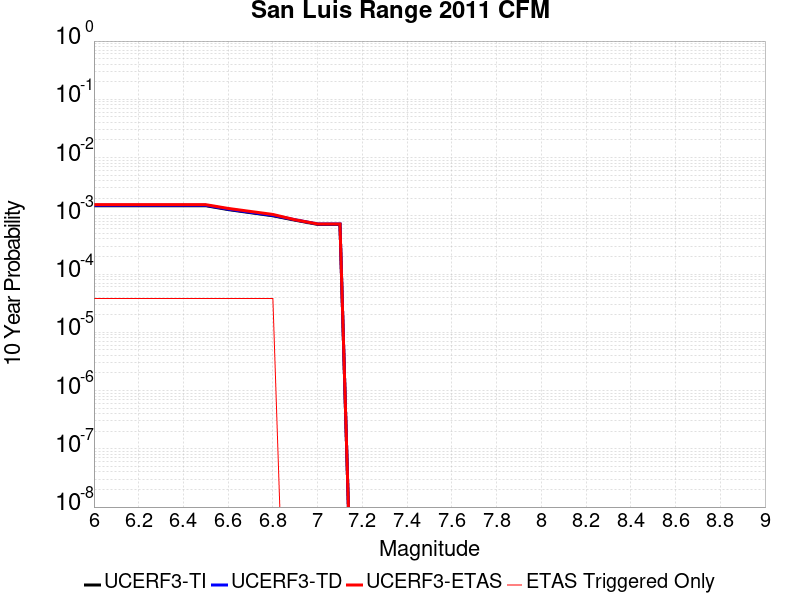 San Luis Range 2011 CFM
10^0
10^-1
10^-2
10^-3
10^-4
10^-5
10^-6
10^-7
10^-8
10 Year Probability
6 6.2 6.4 6.6 6.8 7 7.2 7.4 7.6 7.8 8 8.2 8.4 8.6 8.8 9
Magnitude
UCERF3-TI UCERF3-TD UCERF3-ETAS ETAS Triggered Only